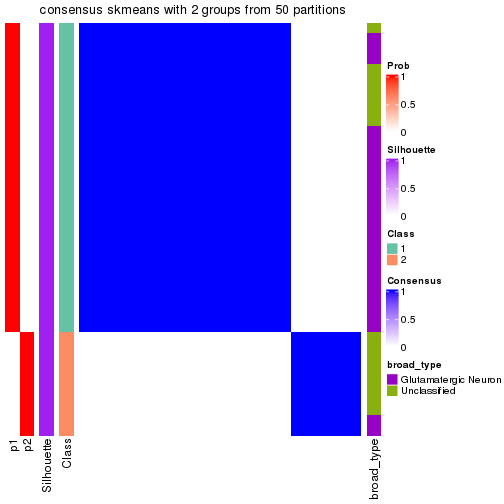 consensus skmeans with 2 groups from 50 partitions
Prob
1
0.5
0
Silhouette
1
0.5
0
Class
1
2
Consensus
1
0.5
0
broad_type
Glutamatergic Neuron
Unclassified
p1
p2
Silhouette
Class
broad_type